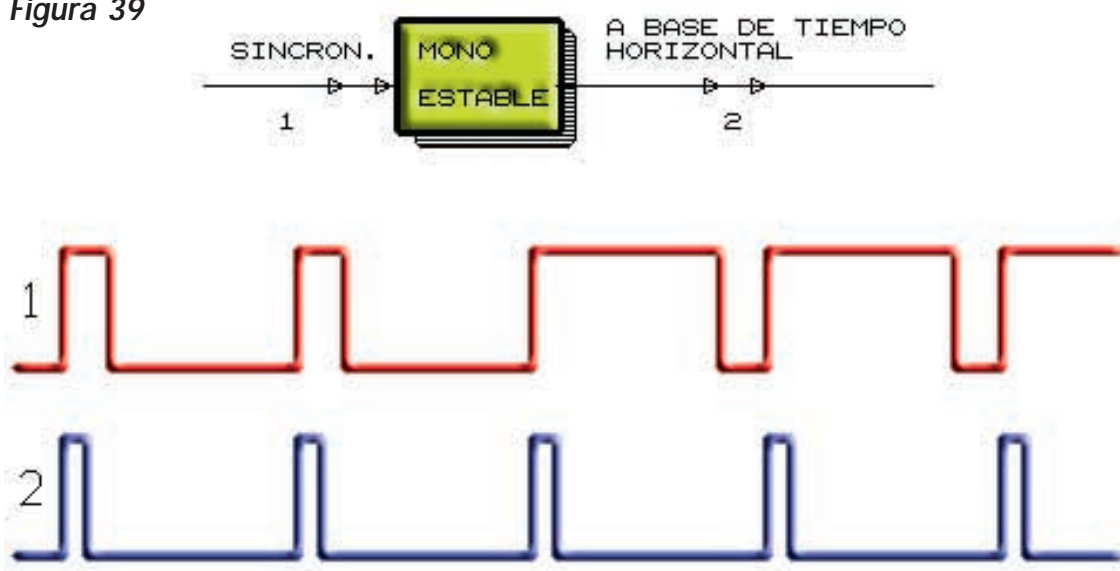 Figura 39
SINCRON.
MONO
ESTABLE
A BASE DE TIEMPO
HORIZONTAL
1
2
1
2